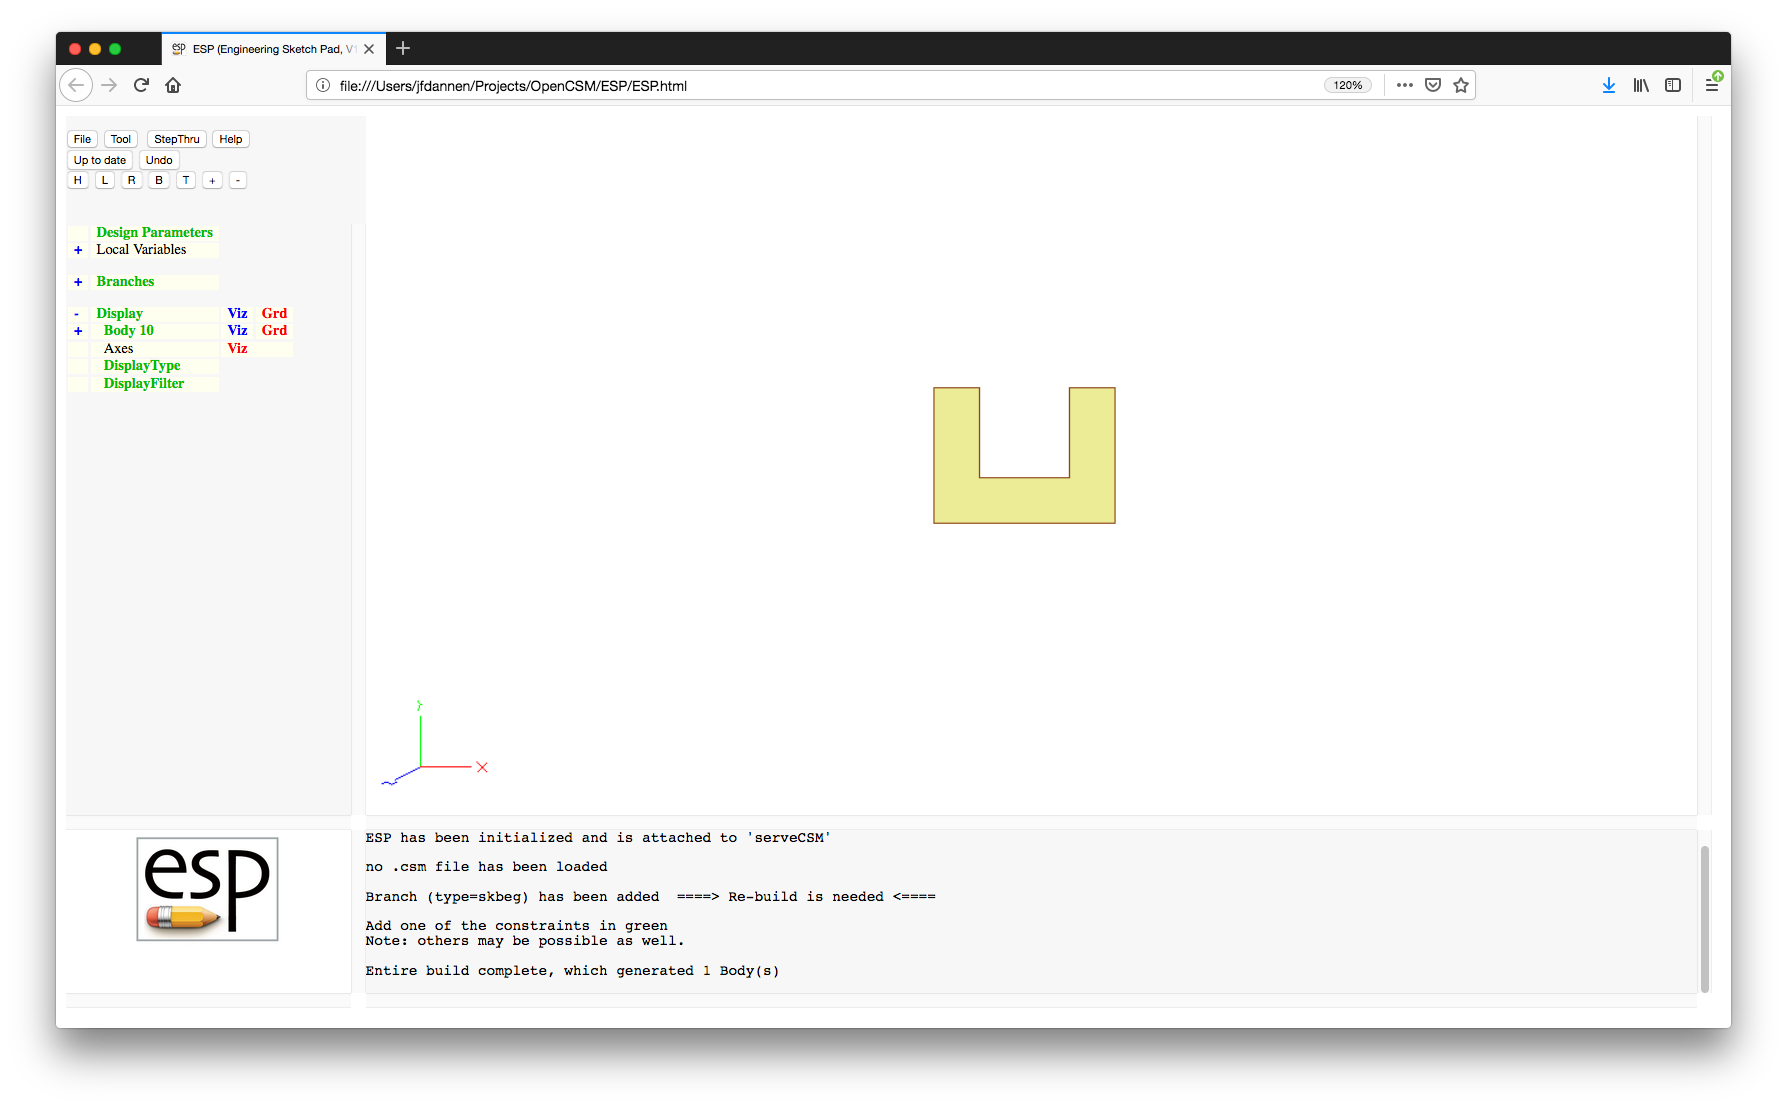 esp ESP (Engineering Sketch Pad, V1
file:///Users/jfdannen/Projects/OpenCSM/ESP/ESP.html 120%
File Tool StepThru Help
Up to date Undo
H L R B T + -
Design Parameters
+ Local Variables
+ Branches
- Display Viz Grd
+ Body 10 Viz Grd
Axes Viz
DisplayType
DisplayFilter
Y
X
Z
esp
ESP has been initialized and is attached to 'serveCSM'
no .csm file has been loaded
Branch (type=skbeg) has been added ====> Re-build is needed <====
Add one of the constraints in green
Note: others may be possible as well.
Entire build complete, which generated 1 Body(s)